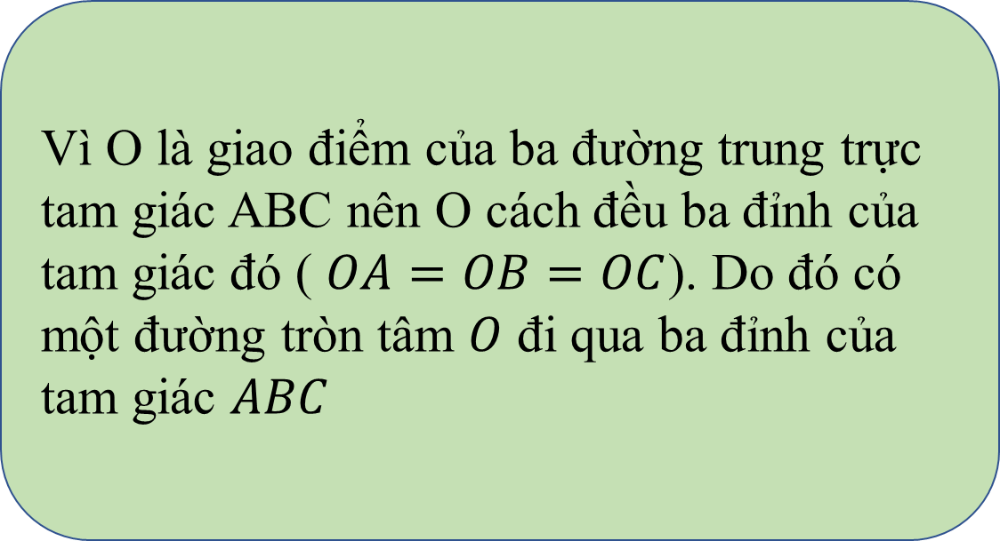 Vì O là giao điểm của ba đường trung trực
tam giác ABC nên O cách đều ba đỉnh của
tam giác đó ( 𝑂𝐴 = 𝑂𝐵 = 𝑂𝐶). Do đó có
một đường tròn tâm 𝑂 đi qua ba đỉnh của
tam giác 𝐴𝐵𝐶